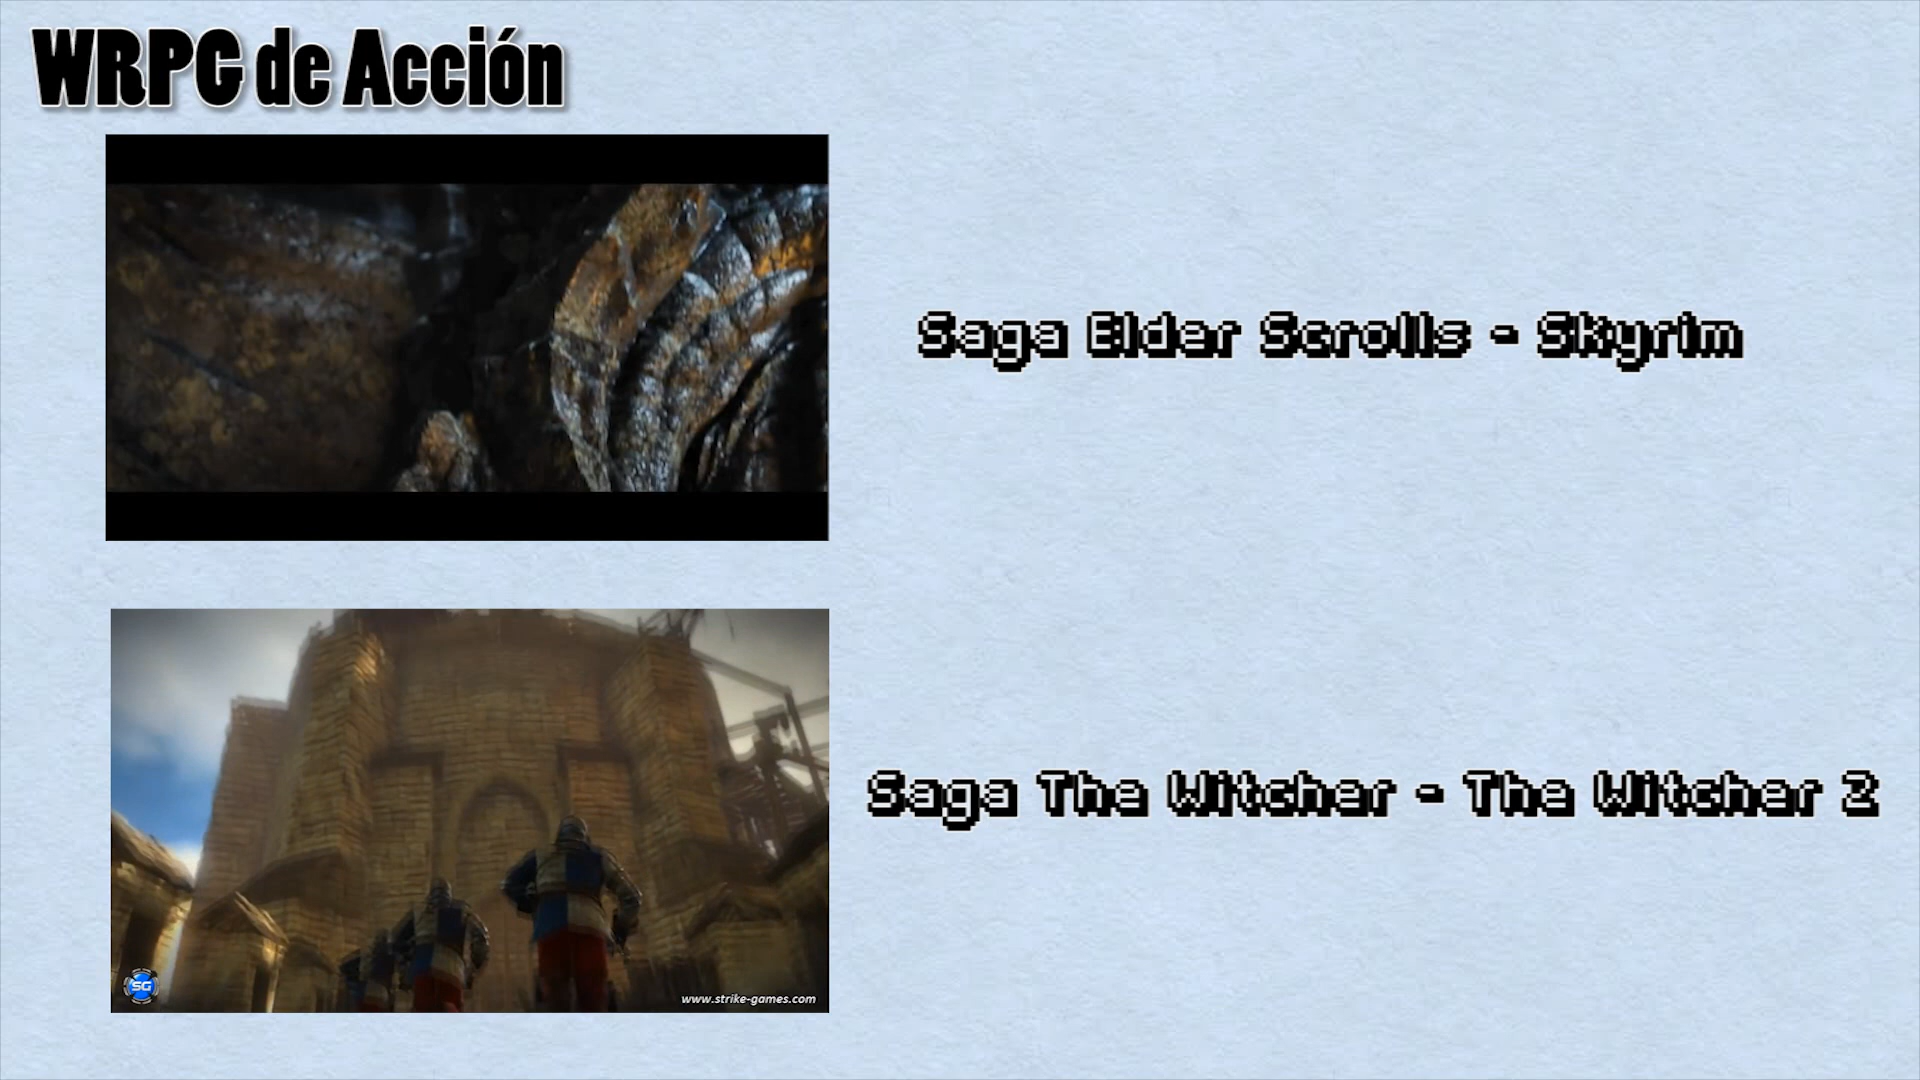 WRPG de Acción
Saga Elder Scrolls - Skyrim
Saga The Witcher - The Witcher 2
SG
www.strike-games.com